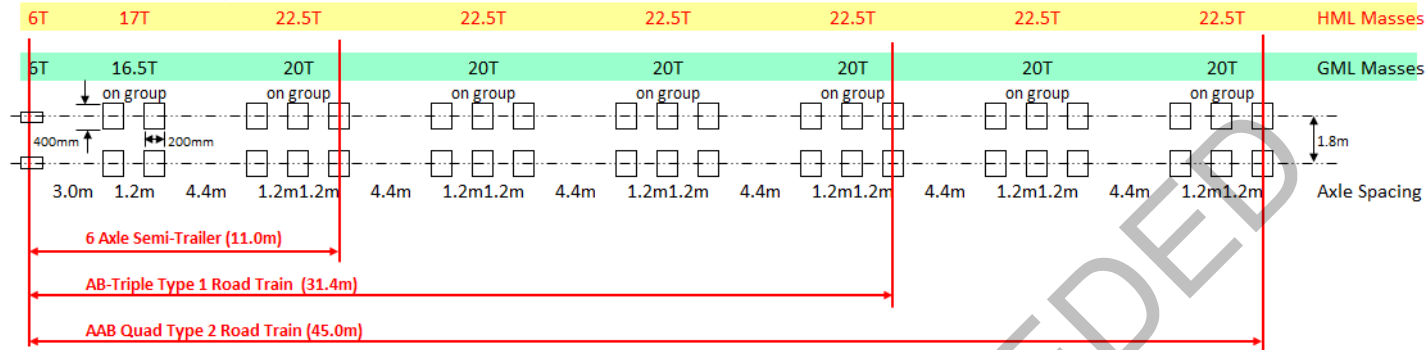 6T 17T 22.5T 22.5T 22.5T 22.5T 22.5T 22.5T HML Masses
6T 16.5T 20T 20T 20T 20T 20T 20T GML Masses
on group on group on group on group on group on group on group
400mm 200mm 1.8m
3.0m 1.2m 4.4m 1.2m1.2m 4.4m 1.2m1.2m 4.4m 1.2m1.2m 4.4m 1.2m1.2m 4.4m 1.2m1.2m 4.4m 1.2m1.2m Axle Spacing
6 Axle Semi-Trailer (11.0m)
AB-Triple Type 1 Road Train (31.4m)
AAB Quad Type 2 Road Train (45.0m)
EDED